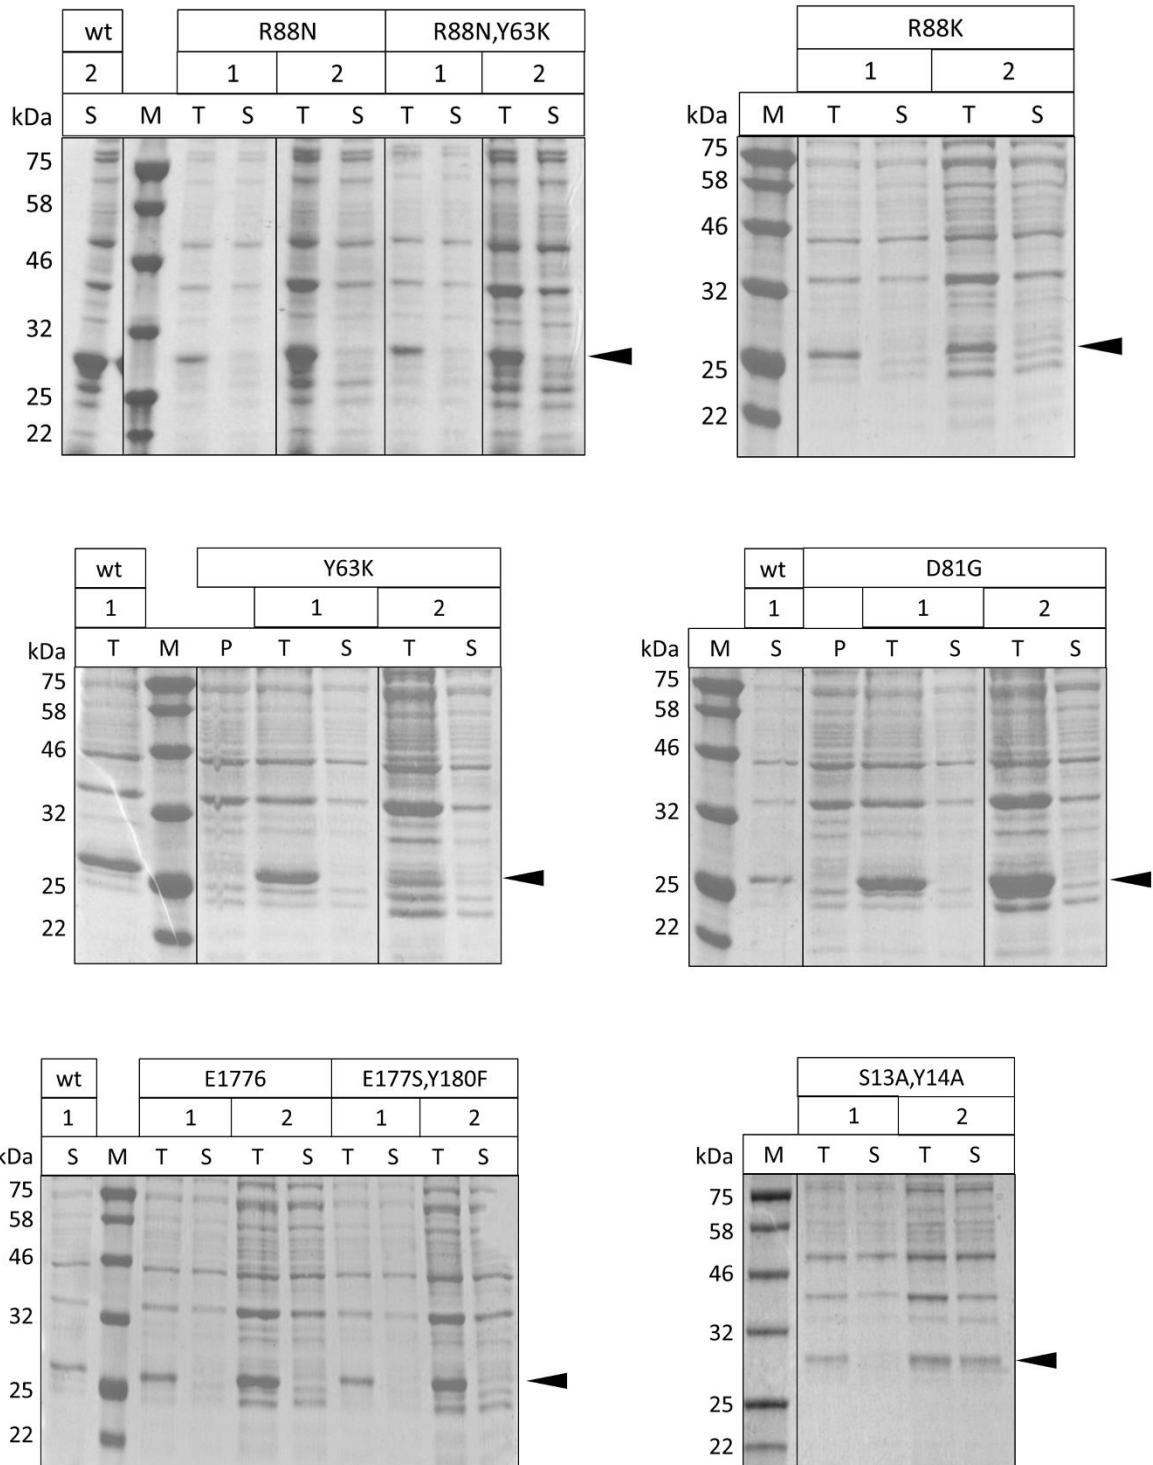 wt R88N R88N,Y63K
2 1 2 1 2
kDa S M T S T S T S T S
75
58
46
32
25
22
R88K
1 2
kDa M T S T S
75
58
46
32
25
22
wt Y63K
1 1 2
kDa T M P T S T S
75
58
46
32
25
22
wt D81G
1 1 2
kDa M S P T S T S
75
58
46
32
25
22
wt E1776 E177S,Y180F
1 1 2 1 2
kDa S M T S T S T S T S
75
58
46
32
25
22
S13A,Y14A
1 2
kDa M T S T S
75
58
46
32
25
22